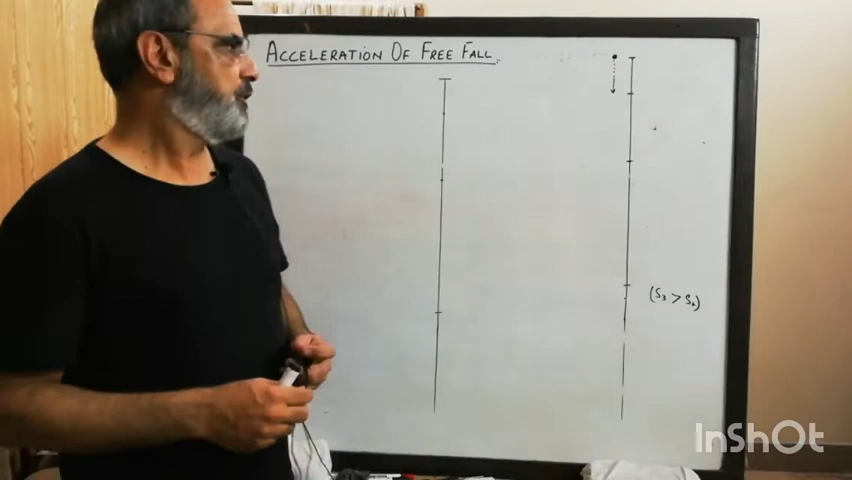 ACCELERATION OF FREE FALL
(S₃ > S₂)
InShOt